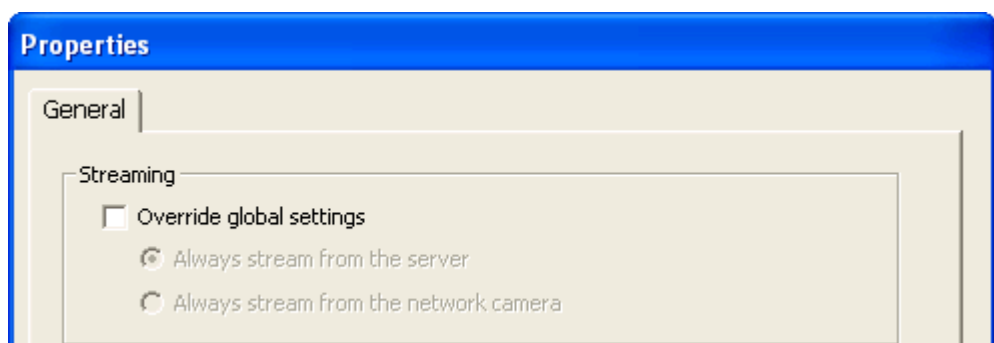 Properties
General
Streaming
Override global settings
Always stream from the server
Always stream from the network camera